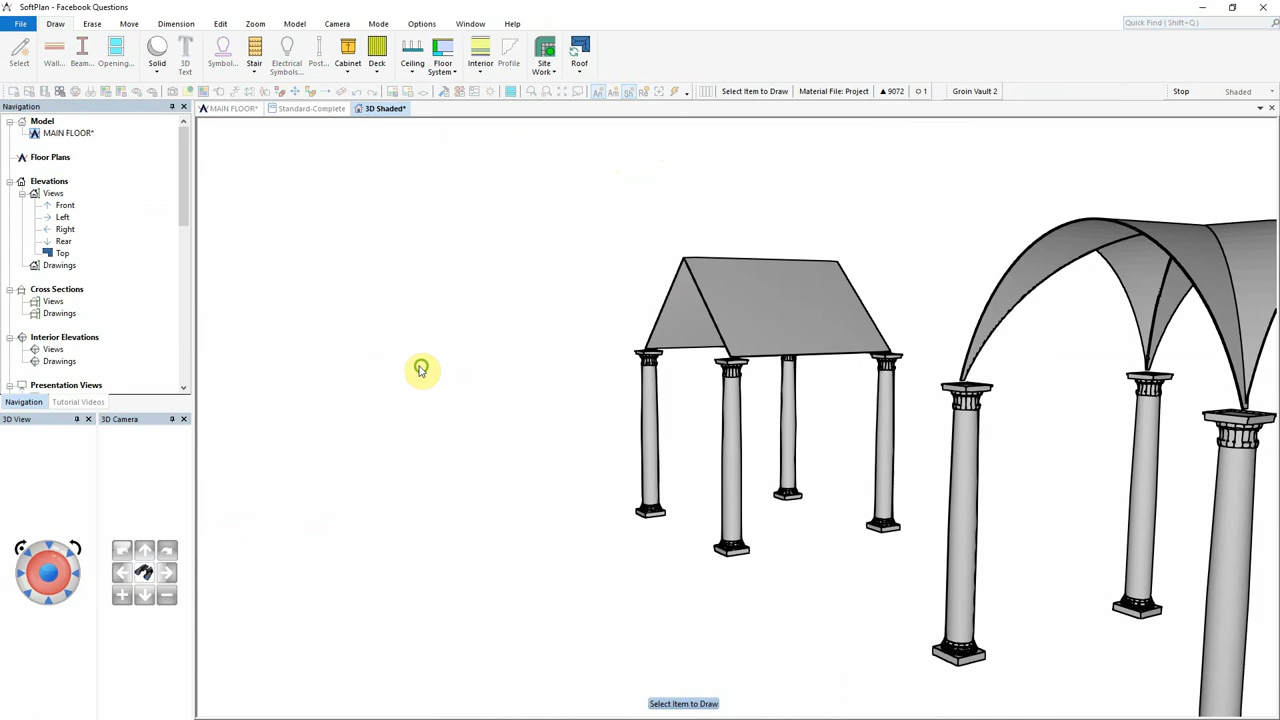 SoftPlan - Facebook Questions
File Draw Erase Move Dimension Edit Zoom Model Camera Mode Options Window Help
Quick Find (Shift+Q )
Select Wall... Beam... Opening... Solid 3D Text Symbol... Stair Electrical Symbols... Post... Cabinet Deck Ceiling Floor System Interior Profile Site Work Roof
Select Item to Draw Material File: Project 9072 1 Groin Vault 2 Stop Shaded
Navigation
MAIN FLOOR* Standard-Complete 3D Shaded*
Model
MAIN FLOOR*
Floor Plans
Elevations
Views
Front
Left
Right
Rear
Top
Drawings
Cross Sections
Views
Drawings
Interior Elevations
Views
Drawings
Presentation Views
Navigation Tutorial Videos
3D View 3D Camera
Select Item to Draw